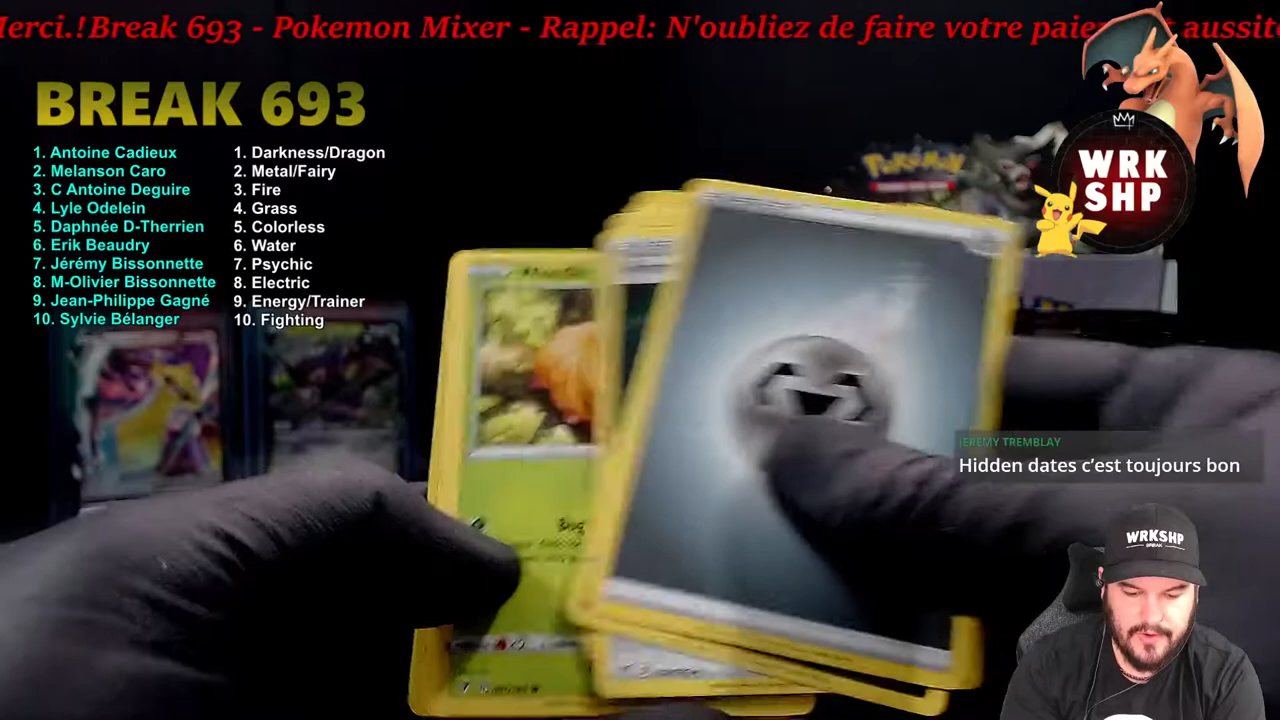 Merci.!Break 693 - Pokemon Mixer - Rappel: N'oubliez de faire votre aussitô
BREAK 693
1. Antoine Cadieux
2. Melanson Caro
3. C Antoine Deguire
4. Lyle Odelein
5. Daphnée D-Therrien
6. Erik Beaudry
7. Jérémy Bissonnette
8. M-Olivier Bissonnette
9. Jean-Philippe Gagné
10. Sylvie Bélanger
1. Darkness/Dragon
2. Metal/Fairy
3. Fire
4. Grass
5. Colorless
6. Water
7. Psychic
8. Electric
9. Energy/Trainer
10. Fighting
POKéMON
WRK
SHP
JEREMY TREMBLAY
Hidden dates c'est toujours bon
WRKSHP
BREAK